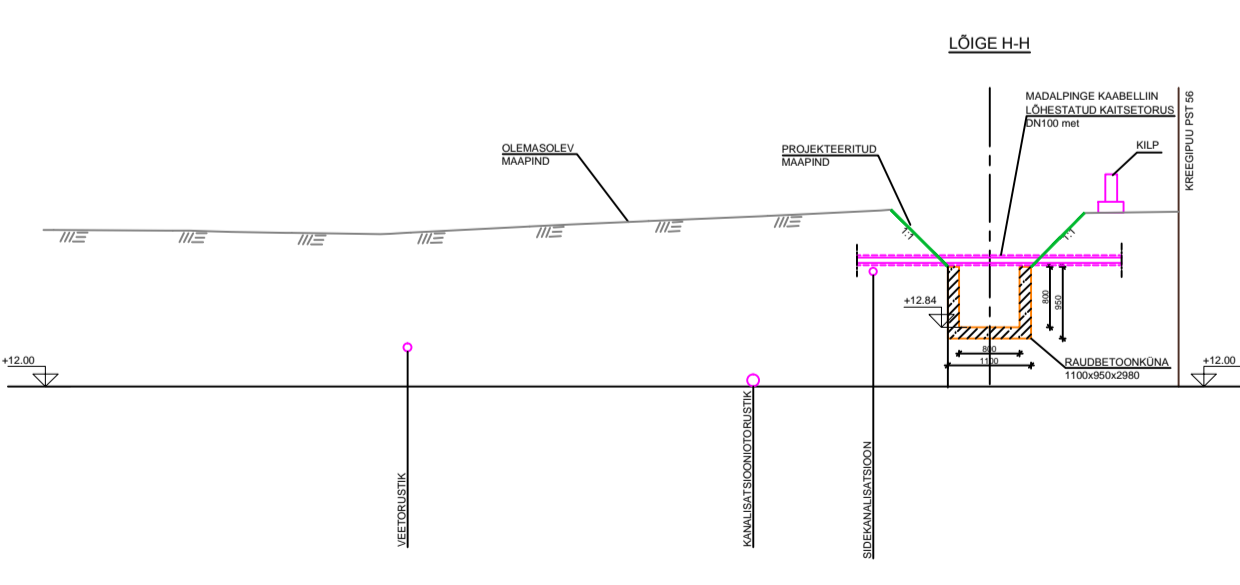 LÕIGE H-H
MADALPINGE KAABELLIIN
LÕHESTATUD KAITSETORUS
DN100 met
KREEGIPUU PST 56
OLEMASOLEV
MAAPIND
PROJEKTEERITUD
MAAPIND
KILP
1:1
1:1
+12.84
800
950
800
1100
RAUDBETOONKÜNA
1100x950x2980
+12.00
+12.00
VEETORUSTIK
KANALISATSIOONIOTORUSTIK
SIDEKANALISATSIOON